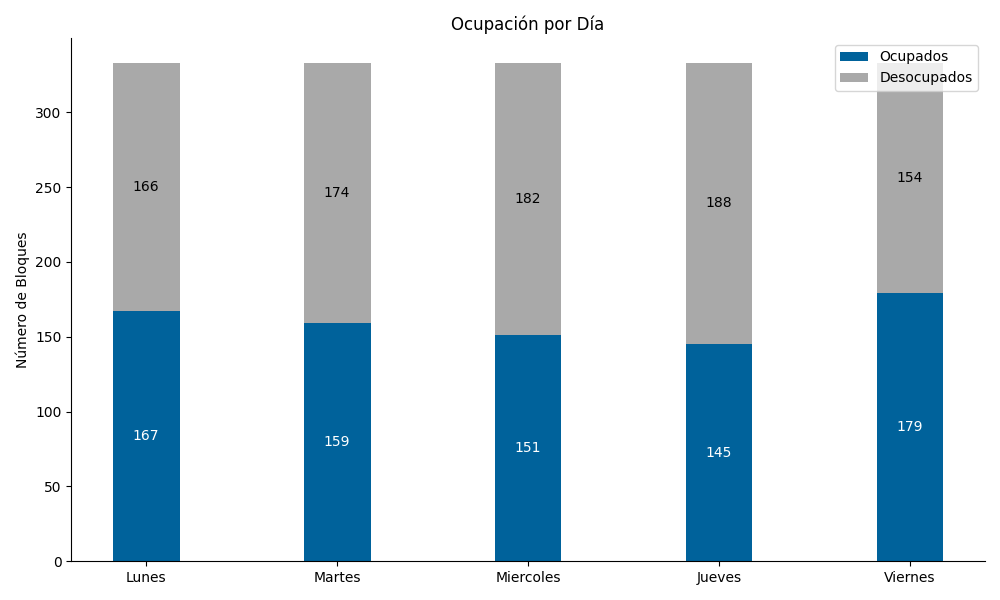 Ocupación por Día
Ocupados
Desocupados
Número de Bloques
300
250
200
150
100
50
0
166
174
182
188
154
167
159
151
145
179
Lunes
Martes
Miercoles
Jueves
Viernes